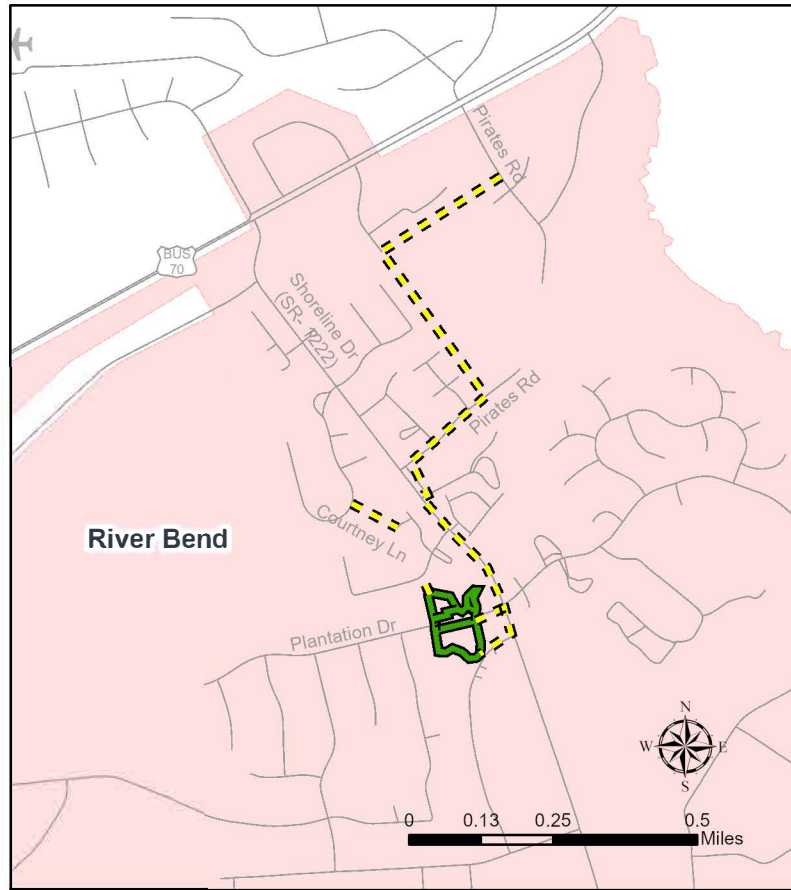 Pirates Rd
BUS
70
Shoreline Dr
(SR- 1222)
Pirates Rd
Courtney Ln
River Bend
Plantation Dr
N
W E
S
0 0.13 0.25 0.5
Miles